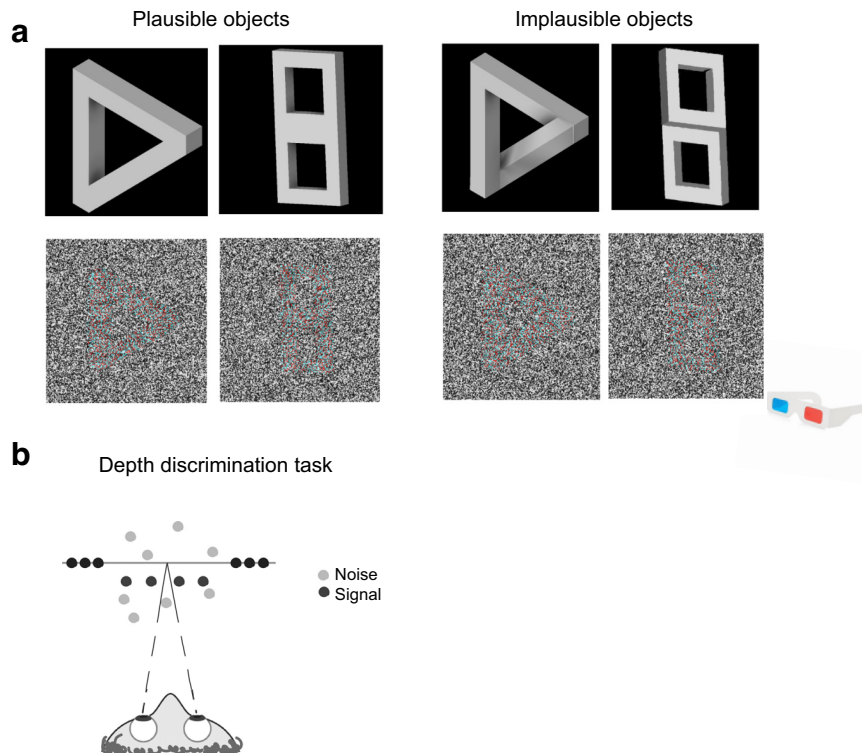 a
Plausible objects
Implausible objects
b
Depth discrimination task
Noise
Signal